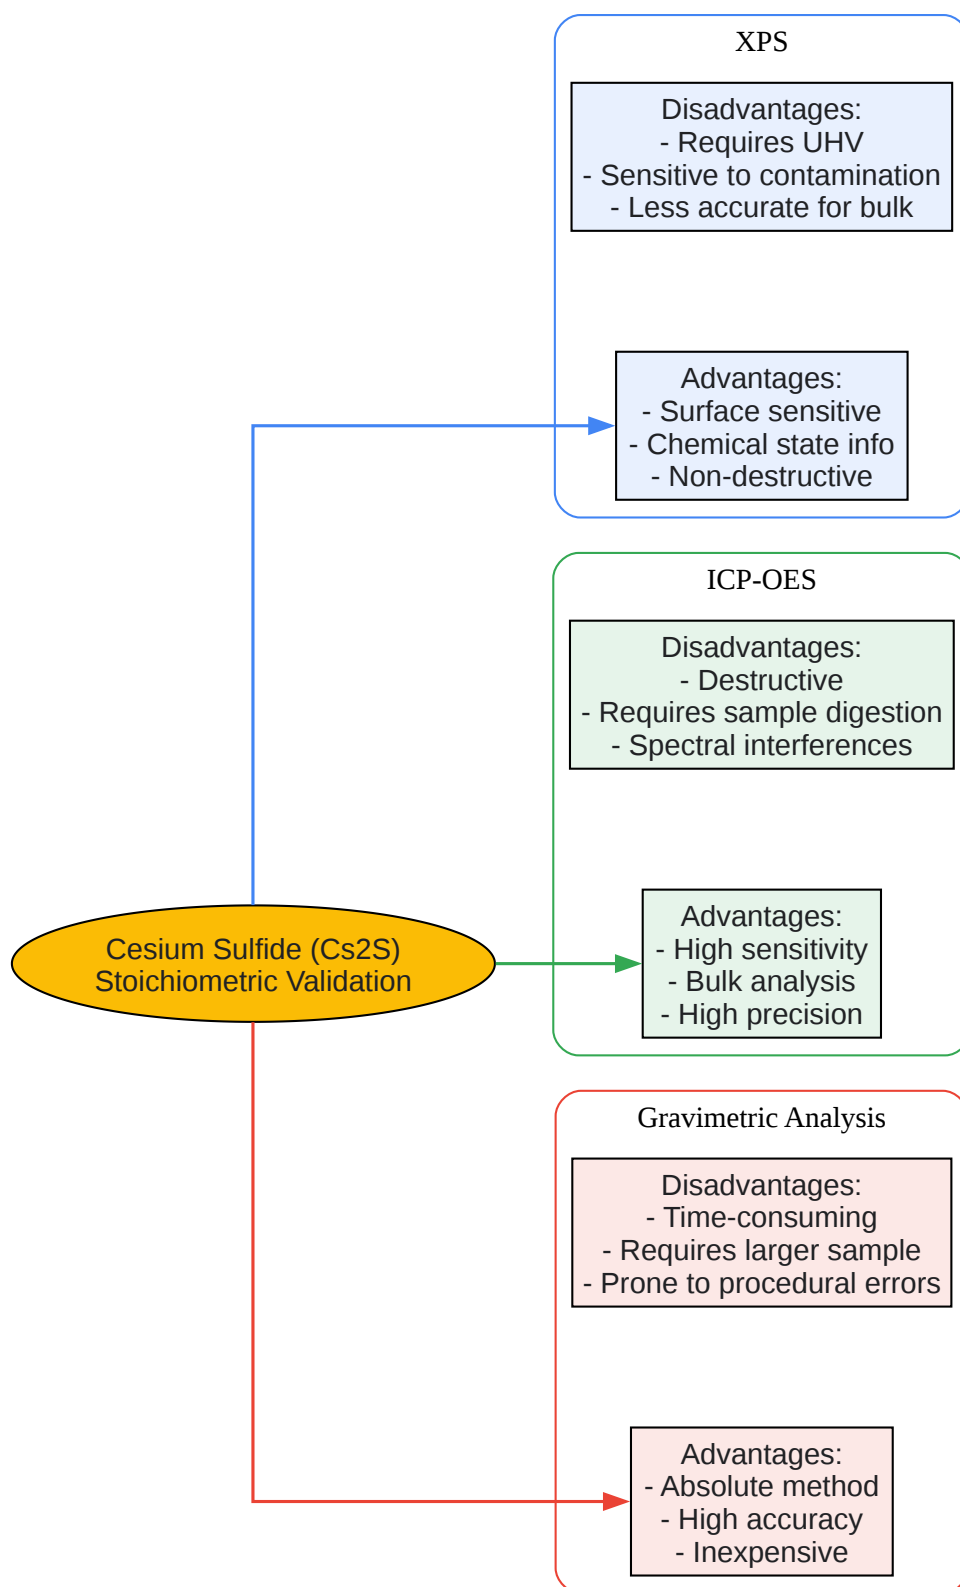 XPS
Disadvantages:
- Requires UHV
- Sensitive to contamination
- Less accurate for bulk
Advantages:
- Surface sensitive
- Chemical state info
- Non-destructive
ICP-OES
Disadvantages:
- Destructive
- Requires sample digestion
- Spectral interferences
Cesium Sulfide (Cs2S)
Stoichiometric Validation
Advantages:
- High sensitivity
- Bulk analysis
- High precision
Gravimetric Analysis
Disadvantages:
- Time-consuming
- Requires larger sample
- Prone to procedural errors
Advantages:
- Absolute method
- High accuracy
- Inexpensive